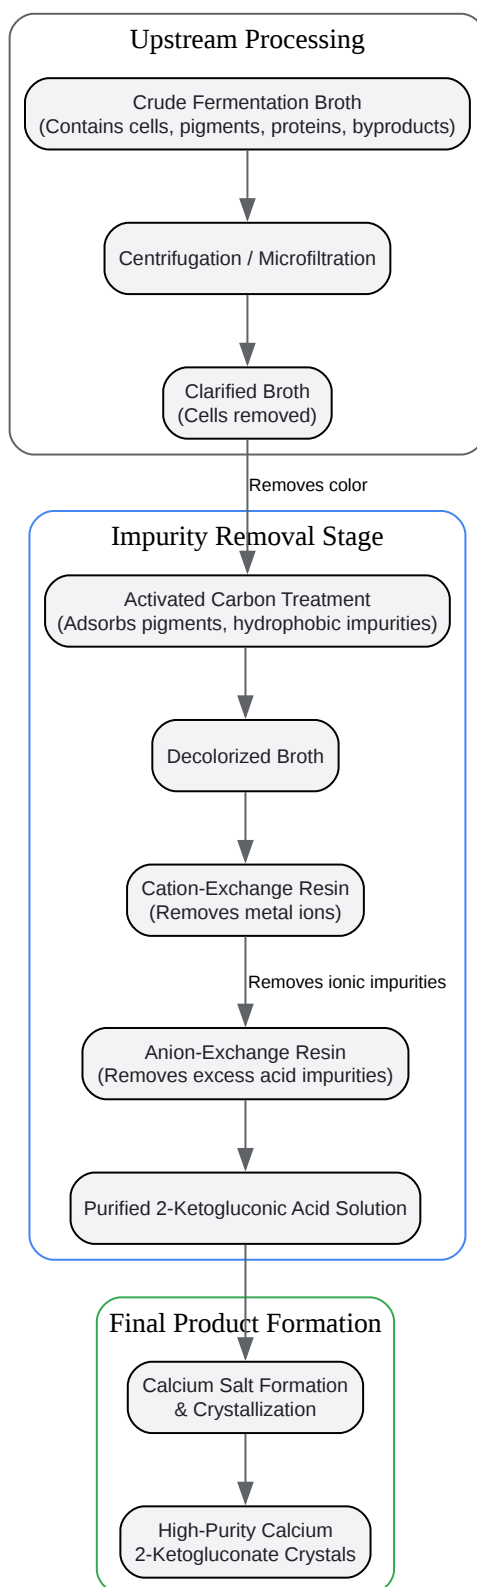 Upstream Processing
Crude Fermentation Broth
(Contains cells, pigments, proteins, byproducts)
Centrifugation / Microfiltration
Clarified Broth
(Cells removed)
Removes color
Impurity Removal Stage
Activated Carbon Treatment
(Adsorbs pigments, hydrophobic impurities)
Decolorized Broth
Cation-Exchange Resin
(Removes metal ions)
Removes ionic impurities
Anion-Exchange Resin
(Removes excess acid impurities)
Purified 2-Ketogluconic Acid Solution
Final Product Formation
Calcium Salt Formation
& Crystallization
High-Purity Calcium
2-Ketogluconate Crystals